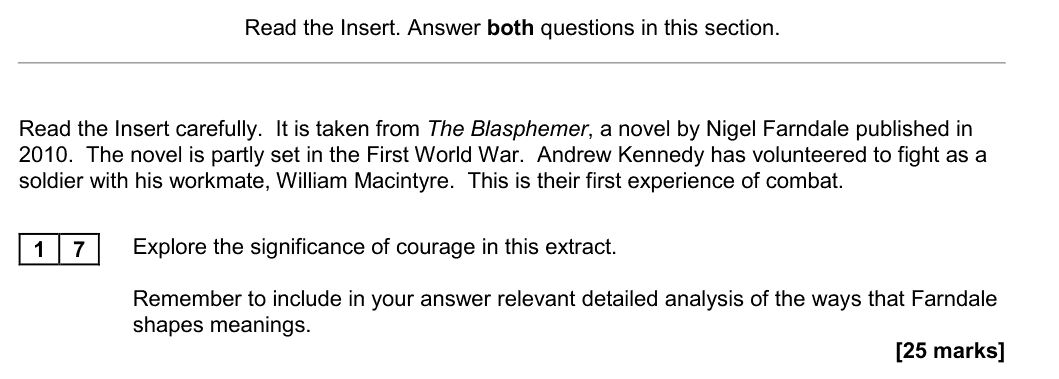 Read the Insert. Answer both questions in this section.
Read the Insert carefully. It is taken from The Blasphemer, a novel by Nigel Farndale published in
2010. The novel is partly set in the First World War. Andrew Kennedy has volunteered to fight as a
soldier with his workmate, William Macintyre. This is their first experience of combat.
1 7 Explore the significance of courage in this extract.
Remember to include in your answer relevant detailed analysis of the ways that Farndale
shapes meanings.
[25 marks]